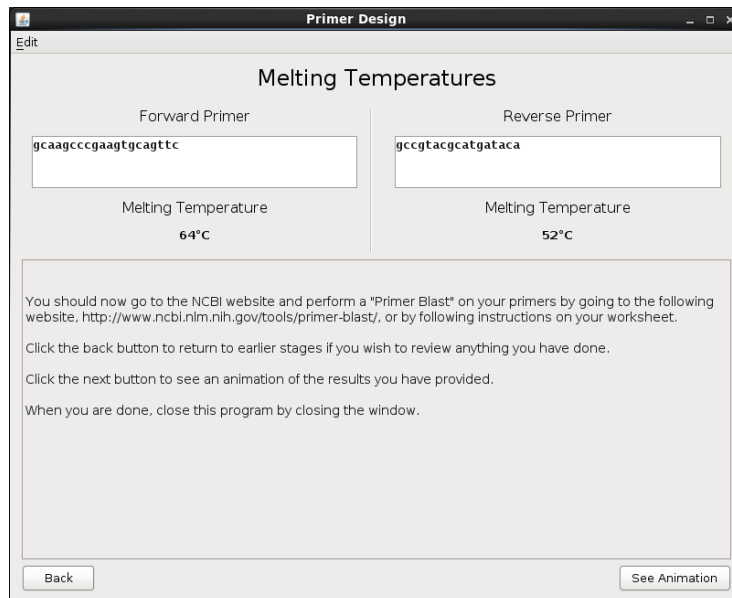 Primer Design
Edit
Melting Temperatures
Forward Primer
gcaagcccgaagtgcagttc
Melting Temperature
64°C
Reverse Primer
gccgtacgcatgataca
Melting Temperature
52°C
You should now go to the NCBI website and perform a "Primer Blast" on your primers by going to the following
website, http://www.ncbi.nlm.nih.gov/tools/primer-blast/, or by following instructions on your worksheet.
Click the back button to return to earlier stages if you wish to review anything you have done.
Click the next button to see an animation of the results you have provided.
When you are done, close this program by closing the window.
Back
See Animation